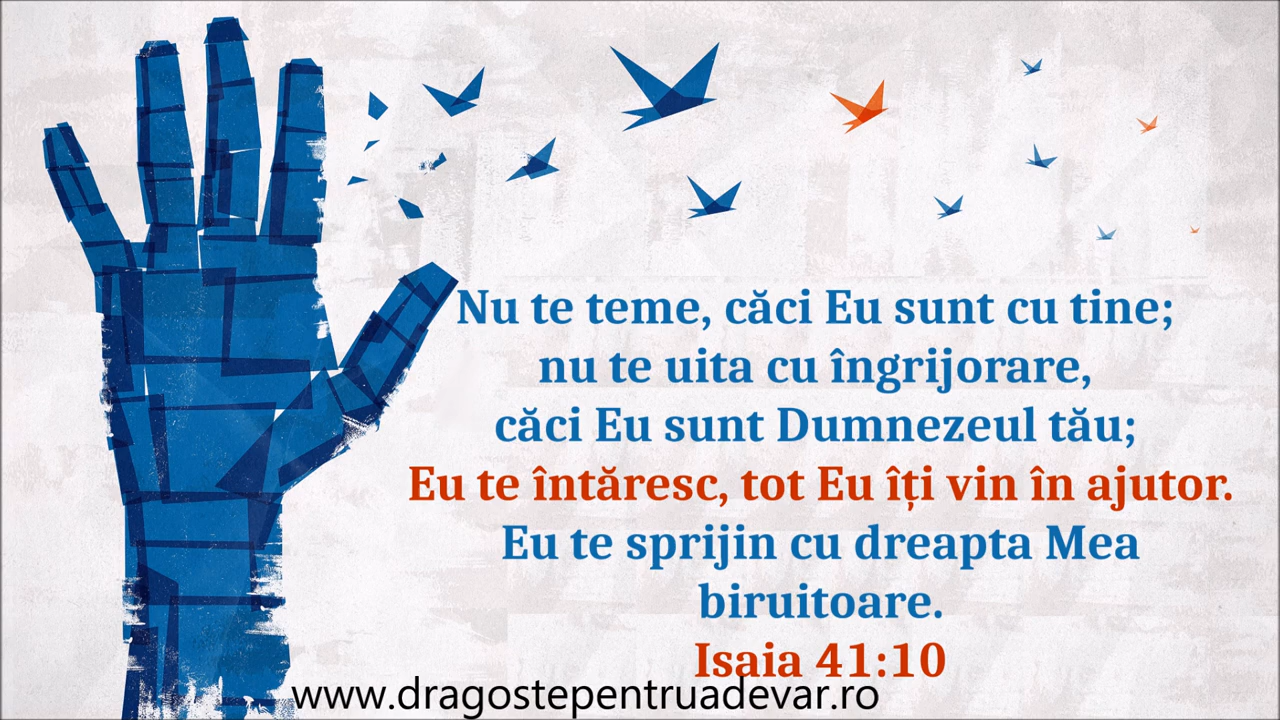 Nu te teme, căci Eu sunt cu tine;
nu te uita cu îngrijorare,
căci Eu sunt Dumnezeul tău;
Eu te întăresc, tot Eu îți vin în ajutor.
Eu te sprijin cu dreapta Mea
biruitoare.
Isaia 41:10
www.dragostepentruadevar.ro